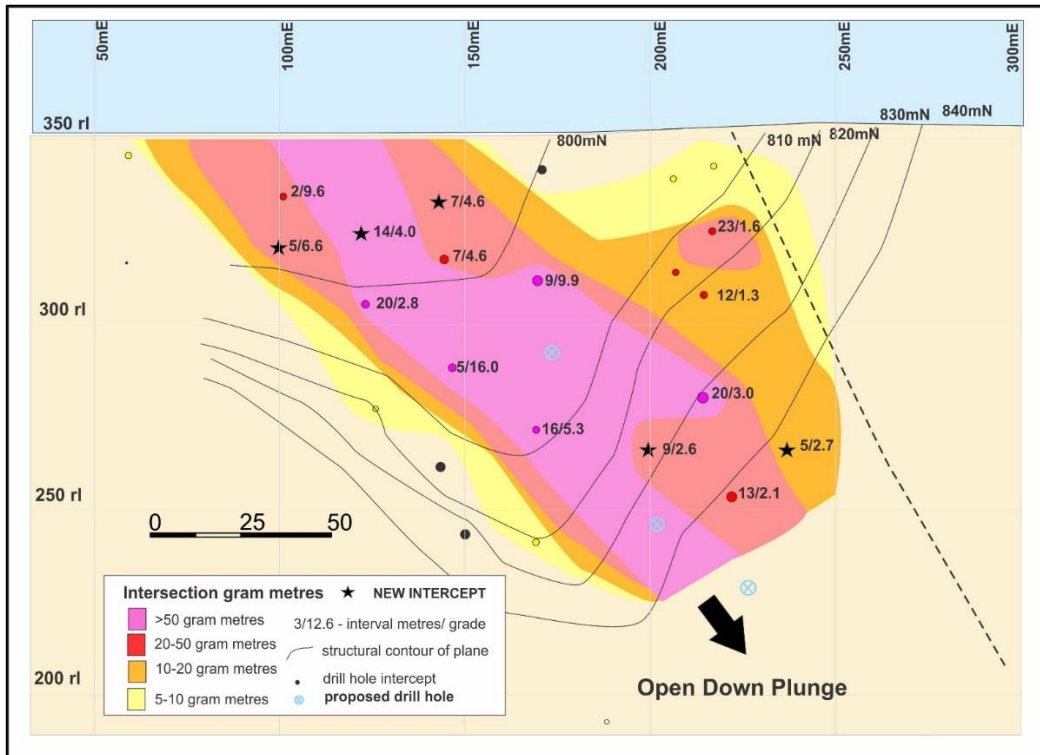 50mE
100mE
150mE
200mE
250mE
300mE
350 rl
800mN
810 mN
820mN
830mN
840mN
2/9.6
7/4.6
14/4.0
5/6.6
7/4.6
23/1.6
9/9.9
12/1.3
20/2.8
300 rl
5/16.0
20/3.0
16/5.3
9/2.6
5/2.7
13/2.1
250 rl
0 25 50
Intersection gram metres
NEW INTERCEPT
>50 gram metres
3/12.6 - interval metres/ grade
20-50 gram metres
structural contour of plane
10-20 gram metres
drill hole intercept
5-10 gram metres
proposed drill hole
200 rl
Open Down Plunge